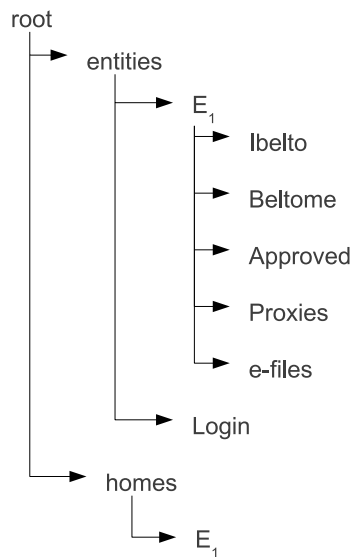 root
entities
E₁
Ibelto
Beltome
Approved
Proxies
e-files
Login
homes
E₁